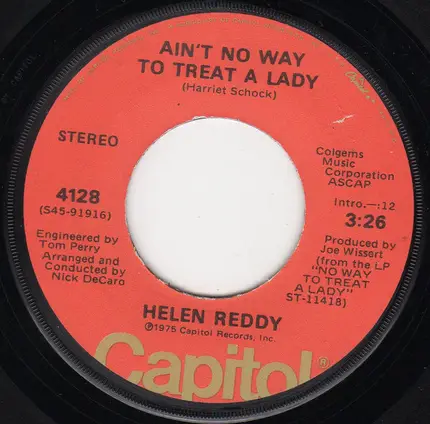 AIN'T NO WAY
TO TREAT A LADY
(Harriet Schock)
STEREO
4128
(S45-91916)
Engineered by
Tom Perry
Arranged and
Conducted by
Nick DeCaro
Colgems
Music
Corporation
ASCAP
Intro.—:12
3:26
Produced by
Joe Wissert
(from the LP
"NO WAY
TO TREAT
A LADY"
ST-11418)
HELEN REDDY
℗1975 Capitol Records, Inc.
Capitol®